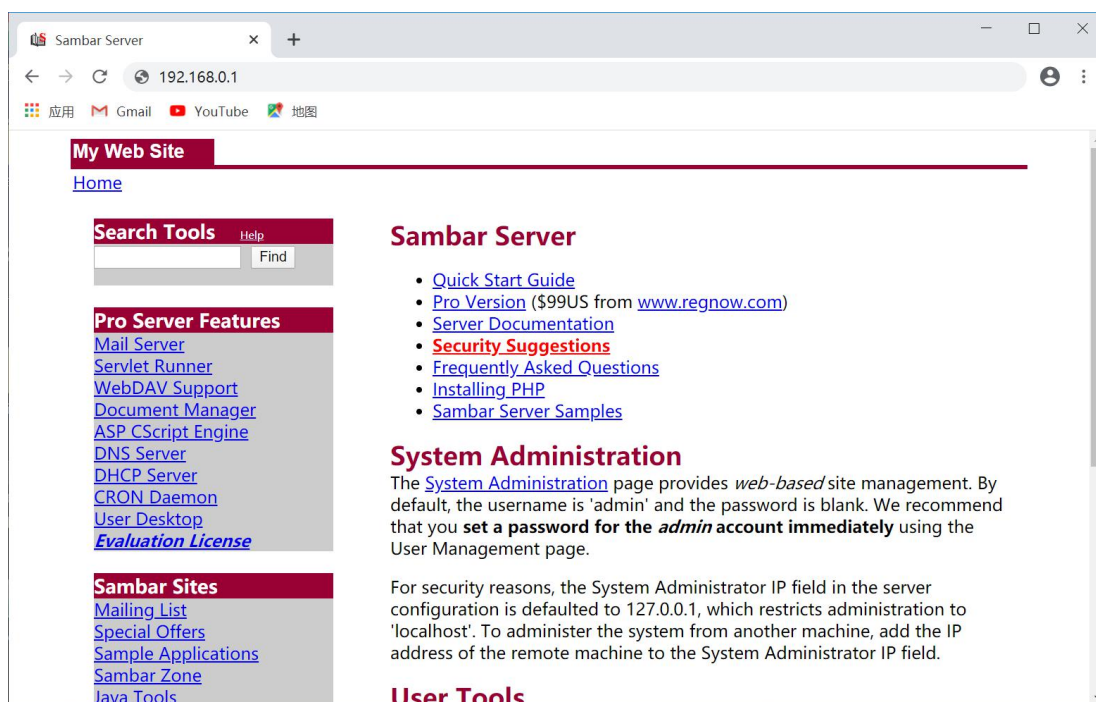 Sambar Server
192.168.0.1
应用 Gmail YouTube 地图
My Web Site
Home
Search Tools Help
Find
Pro Server Features
Mail Server
Servlet Runner
WebDAV Support
Document Manager
ASP CScript Engine
DNS Server
DHCP Server
CRON Daemon
User Desktop
Evaluation License
Sambar Sites
Mailing List
Special Offers
Sample Applications
Sambar Zone
Java Tools
Sambar Server
Quick Start Guide
Pro Version ($99US from www.regnow.com)
Server Documentation
Security Suggestions
Frequently Asked Questions
Installing PHP
Sambar Server Samples
System Administration
The System Administration page provides web-based site management. By
default, the username is 'admin' and the password is blank. We recommend
that you set a password for the admin account immediately using the
User Management page.
For security reasons, the System Administrator IP field in the server
configuration is defaulted to 127.0.0.1, which restricts administration to
'localhost'. To administer the system from another machine, add the IP
address of the remote machine to the System Administrator IP field.
User Tools